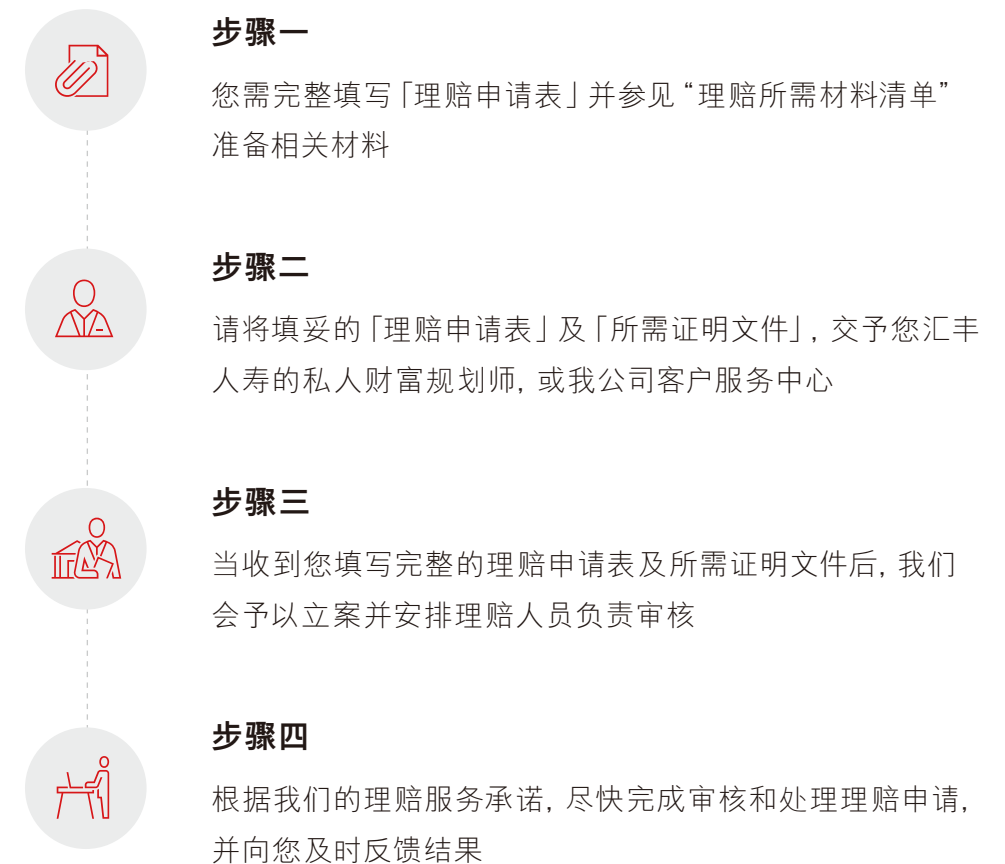 步骤一
您需完整填写「理赔申请表」并参见“理赔所需材料清单”
准备相关材料
步骤二
请将填妥的「理赔申请表」及「所需证明文件」，交予您汇丰
人寿的私人财富规划师，或我公司客户服务中心
步骤三
当收到您填写完整的理赔申请表及所需证明文件后，我们
会予以立案并安排理赔人员负责审核
步骤四
根据我们的理赔服务承诺，尽快完成审核和处理理赔申请，
并向您及时反馈结果